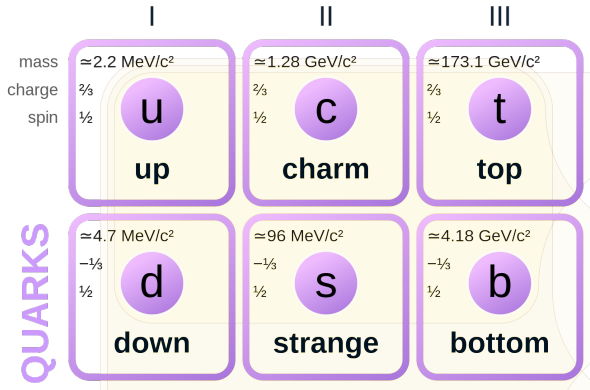 I II III
mass ≃2.2 MeV/c² ≃1.28 GeV/c² ≃173.1 GeV/c²
charge ⅔ ⅔ ⅔
spin ½ ½ ½
u c t
up charm top
QUARKS
≃4.7 MeV/c² ≃96 MeV/c² ≃4.18 GeV/c²
−⅓ −⅓ −⅓
½ ½ ½
d s b
down strange bottom